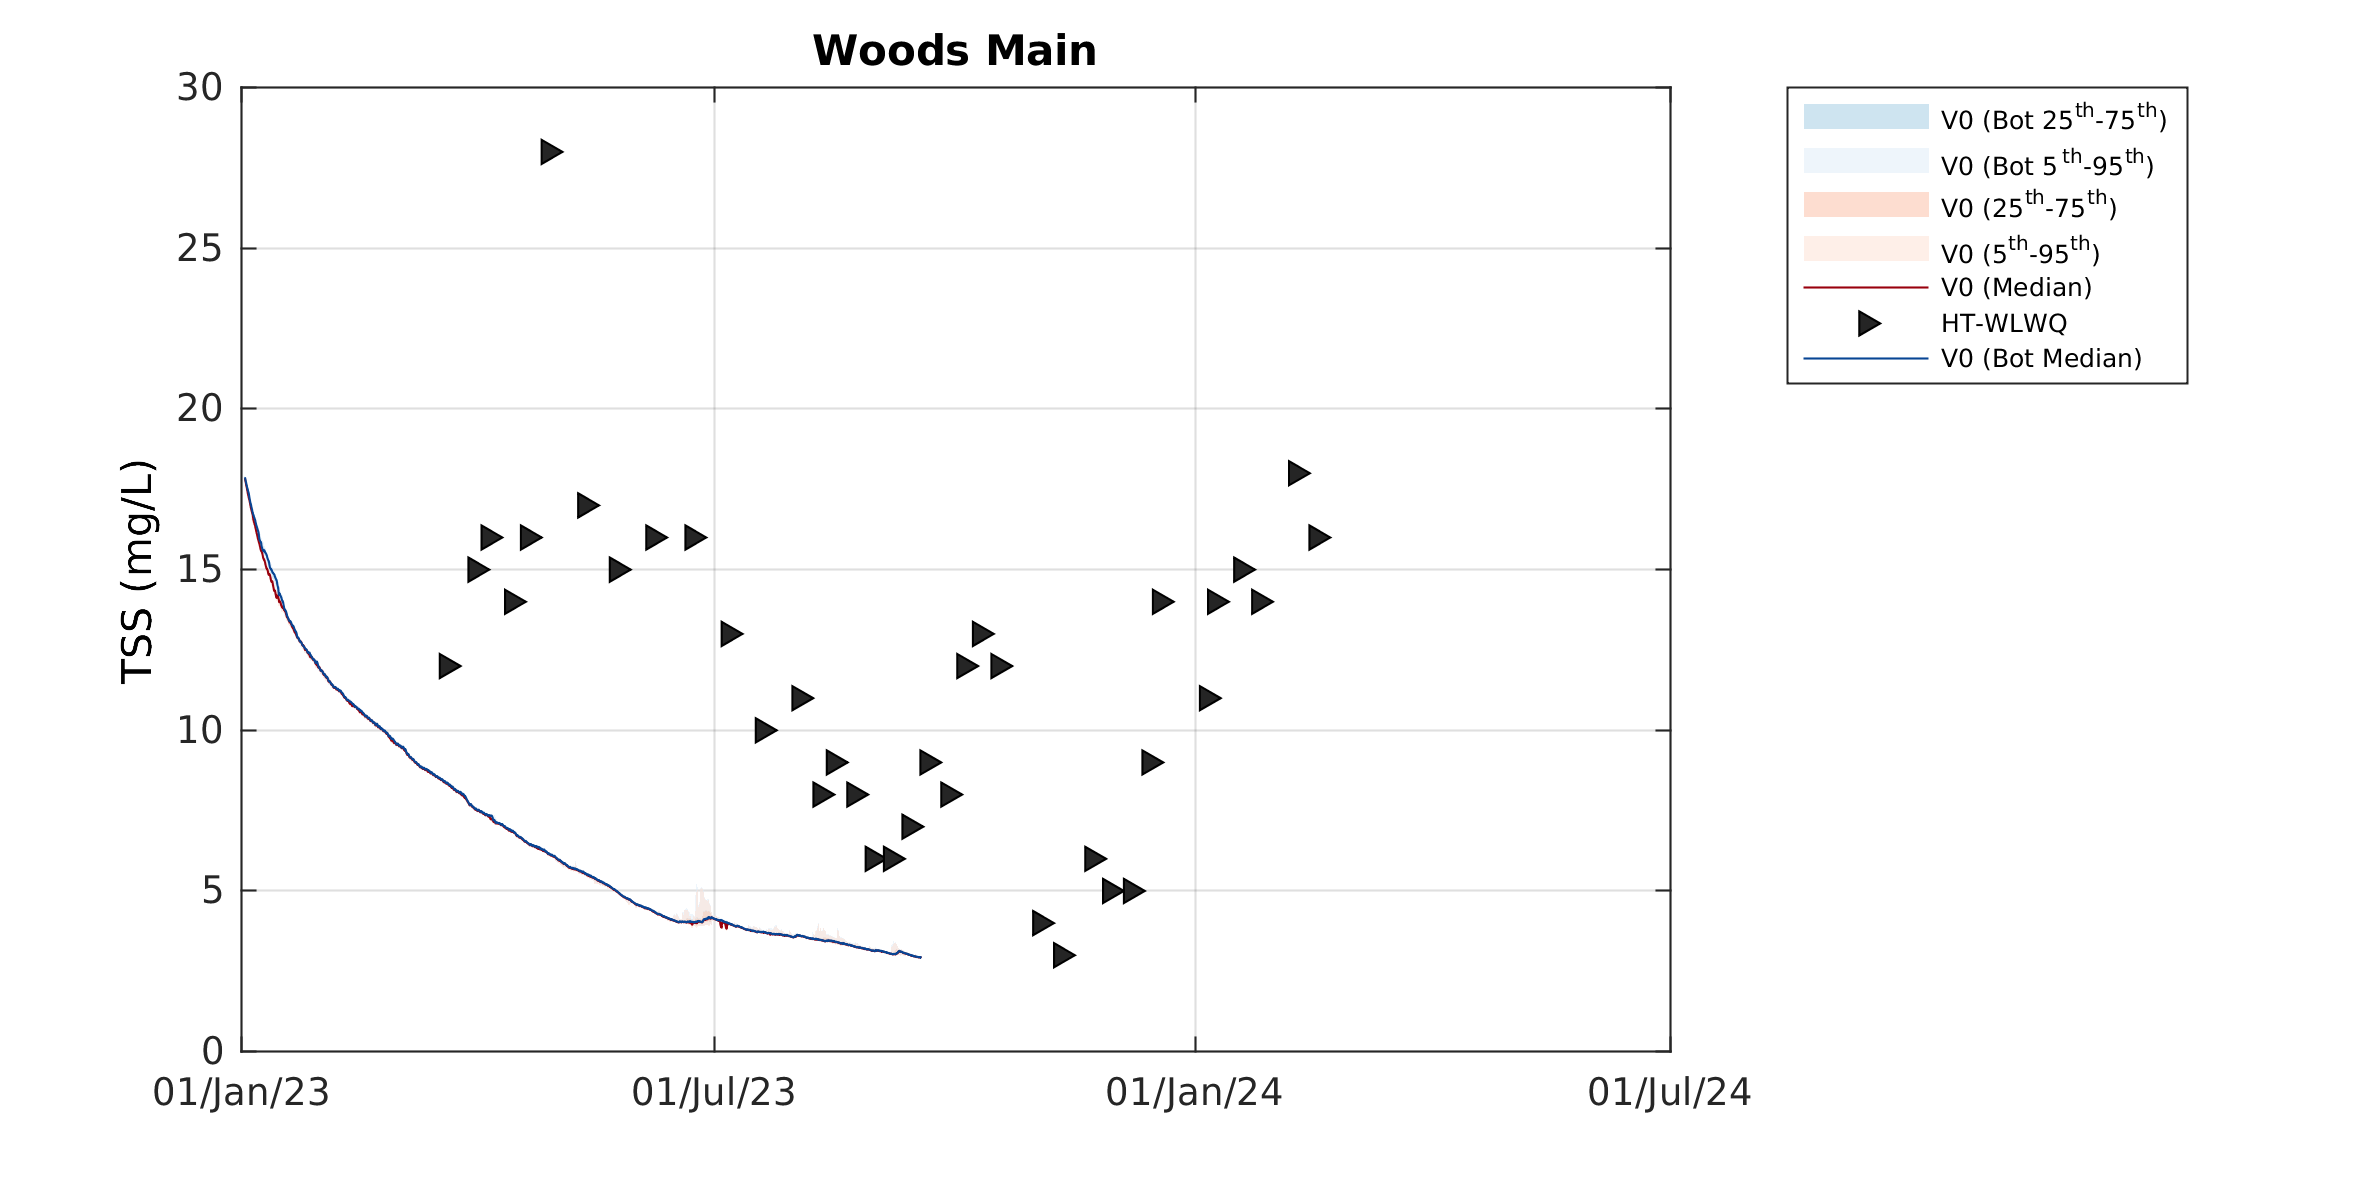 Woods Main
TSS (mg/L)
30
25
20
15
10
5
0
01/Jan/23
01/Jul/23
01/Jan/24
01/Jul/24
V0 (Bot 25th-75th)
V0 (Bot 5th-95th)
V0 (25th-75th)
V0 (5th-95th)
V0 (Median)
HT-WLWQ
V0 (Bot Median)